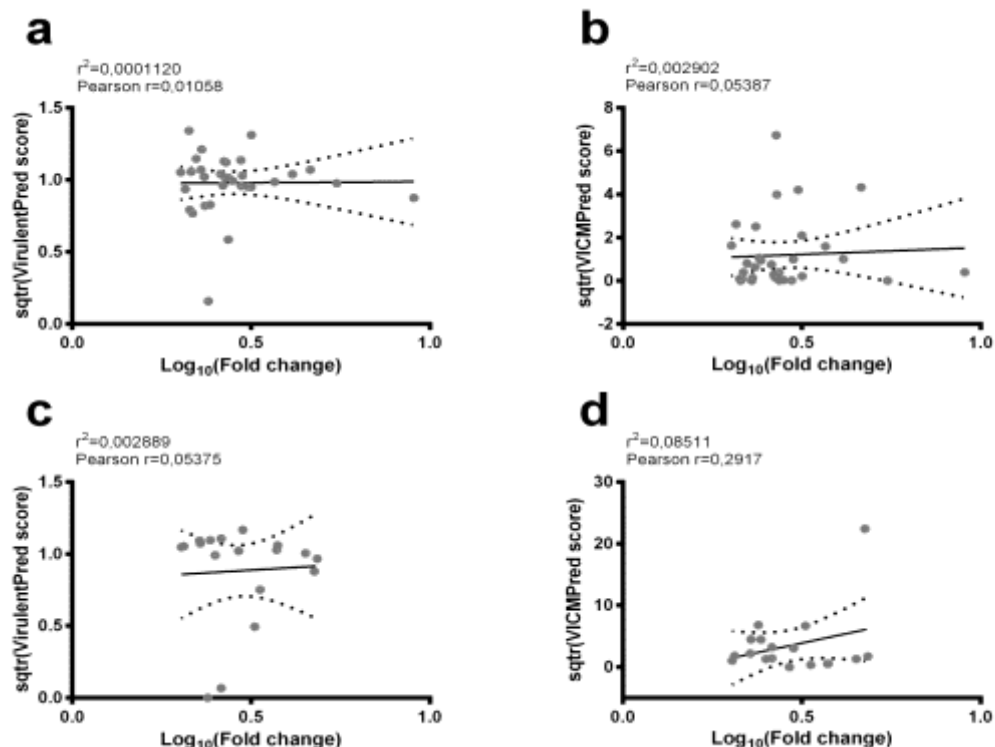 a
r²=0,0001120
Pearson r=0,01058
sqtr(VirulentPred score)
1.5
1.0
0.5
0.0
0.0 0.5 1.0
Log₁₀(Fold change)
b
r²=0,002902
Pearson r=0,05387
sqtr(VICMPred score)
8
6
4
2
0
-2
0.0 0.5 1.0
Log₁₀(Fold change)
c
r²=0,002889
Pearson r=0,05375
sqtr(VirulentPred score)
1.5
1.0
0.5
0.0
0.0 0.5 1.0
Log₁₀(Fold change)
d
r²=0,08511
Pearson r=0,2917
sqtr(VICMPred score)
30
20
10
0
0.0 0.5 1.0
Log₁₀(Fold change)